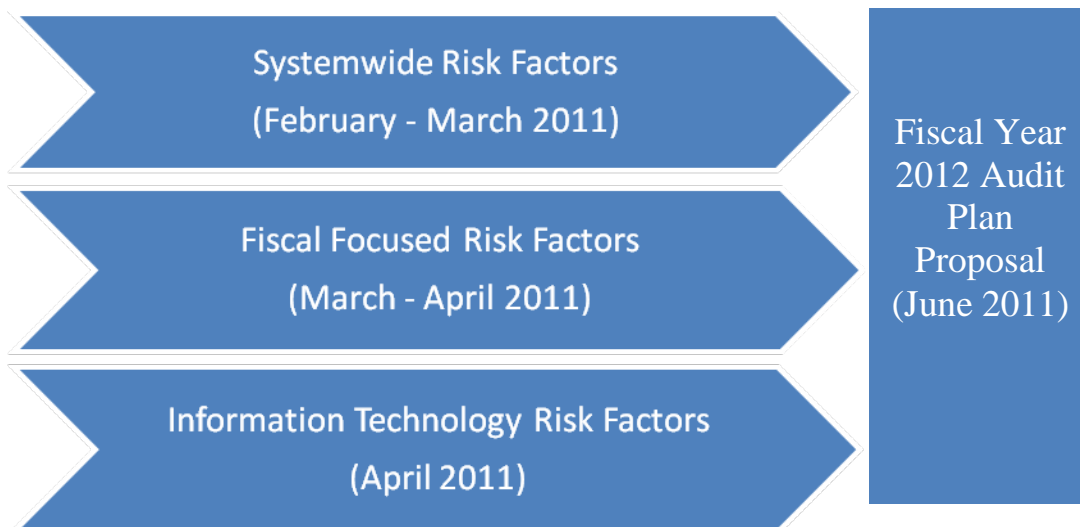 Systemwide Risk Factors
(February - March 2011)
Fiscal Focused Risk Factors
(March - April 2011)
Information Technology Risk Factors
(April 2011)
Fiscal Year
2012 Audit
Plan
Proposal
(June 2011)